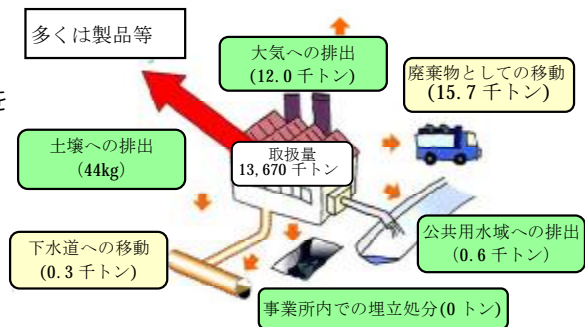 多くは製品等
を
大気への排出
(12.0 千トン)
廃棄物としての移動
(15.7 千トン)
土壌への排出
(44kg)
取扱量
13,670 千トン
下水道への移動
(0.3 千トン)
公共用水域への排出
(0.6 千トン)
事業所内での埋立処分(0 トン)